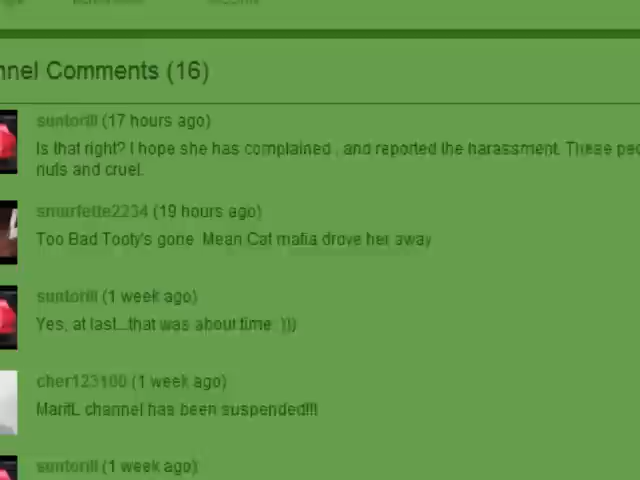 nnel Comments (16)
suntorill (17 hours ago)
Is that right? I hope she has complained , and reported the harassment. These peo
nuts and cruel.
smurfette2234 (19 hours ago)
Too Bad Tooty's gone. Mean Cat mafia drove her away
suntorill (1 week ago)
Yes, at last...that was about time :)))
cher123100 (1 week ago)
MaritL channel has been suspended!!!
suntorill (1 week ago)